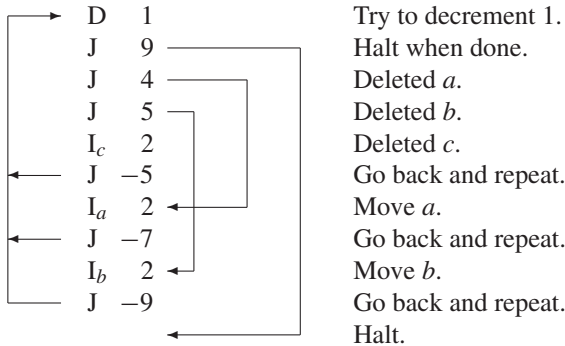 D 1 Try to decrement 1.
J 9 Halt when done.
J 4 Deleted a.
J 5 Deleted b.
I_c 2 Deleted c.
J −5 Go back and repeat.
I_a 2 Move a.
J −7 Go back and repeat.
I_b 2 Move b.
J −9 Go back and repeat.
Halt.